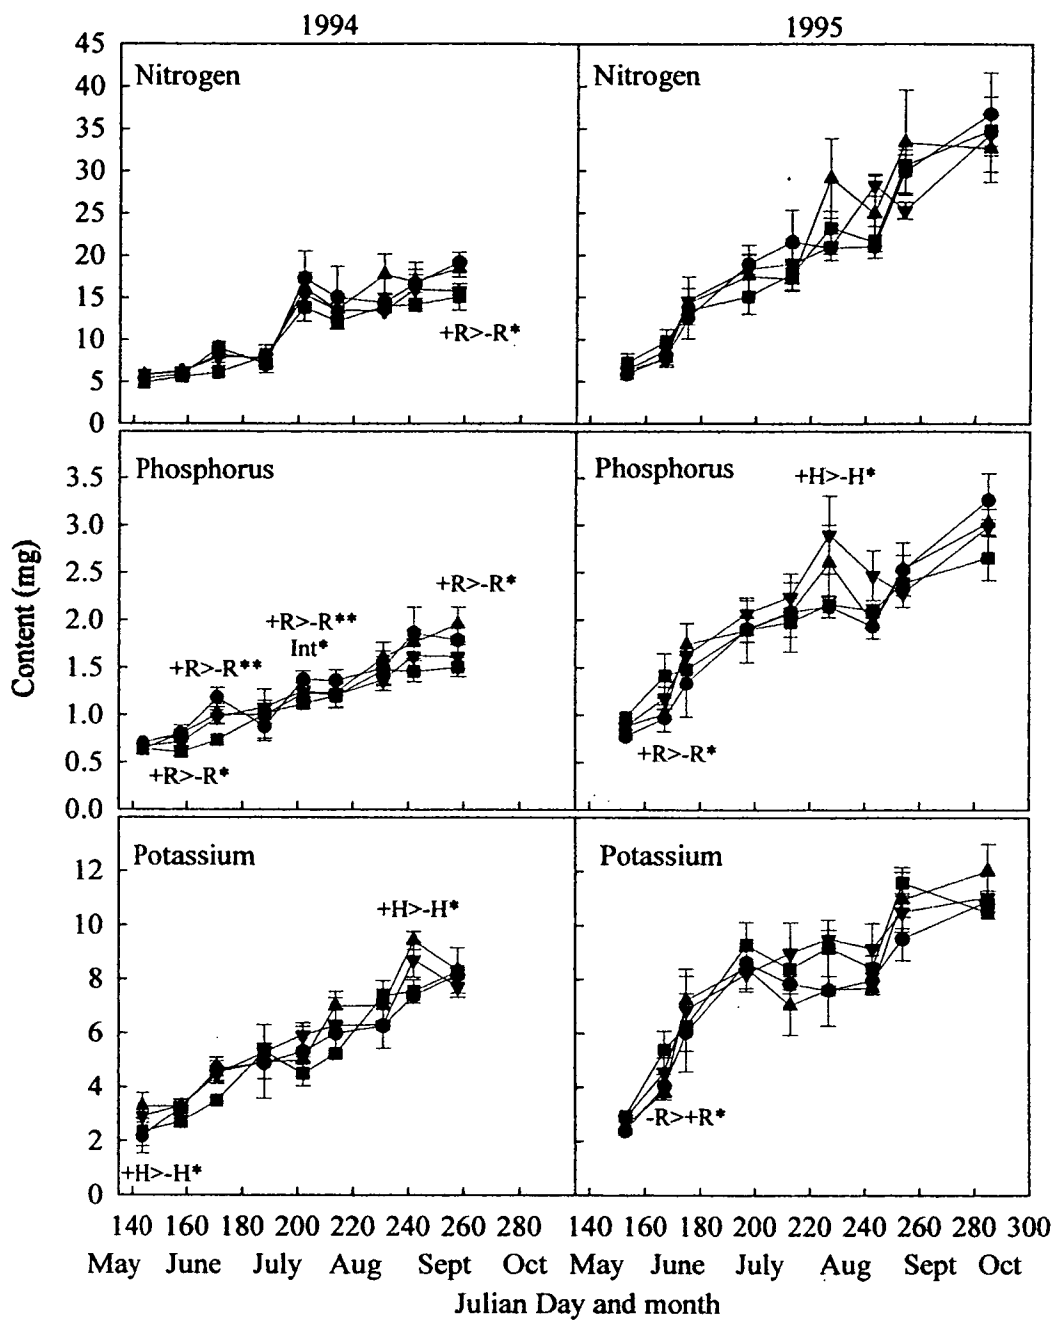 1994 1995
45
40
35
30
25
20
15
10
5
0
Nitrogen
+R>-R*
Nitrogen
3.5
3.0
2.5
2.0
1.5
1.0
0.5
0.0
Phosphorus
+R>-R*
+R>-R**
Int*
+R>-R**
+R>-R*
Phosphorus
+H>-H*
+R>-R*
Content (mg)
12
10
8
6
4
2
0
Potassium
+H>-H*
+H>-H*
Potassium
-R>+R*
140 160 180 200 220 240 260 280 140 160 180 200 220 240 260 280 300
May June July Aug Sept Oct May June July Aug Sept Oct
Julian Day and month